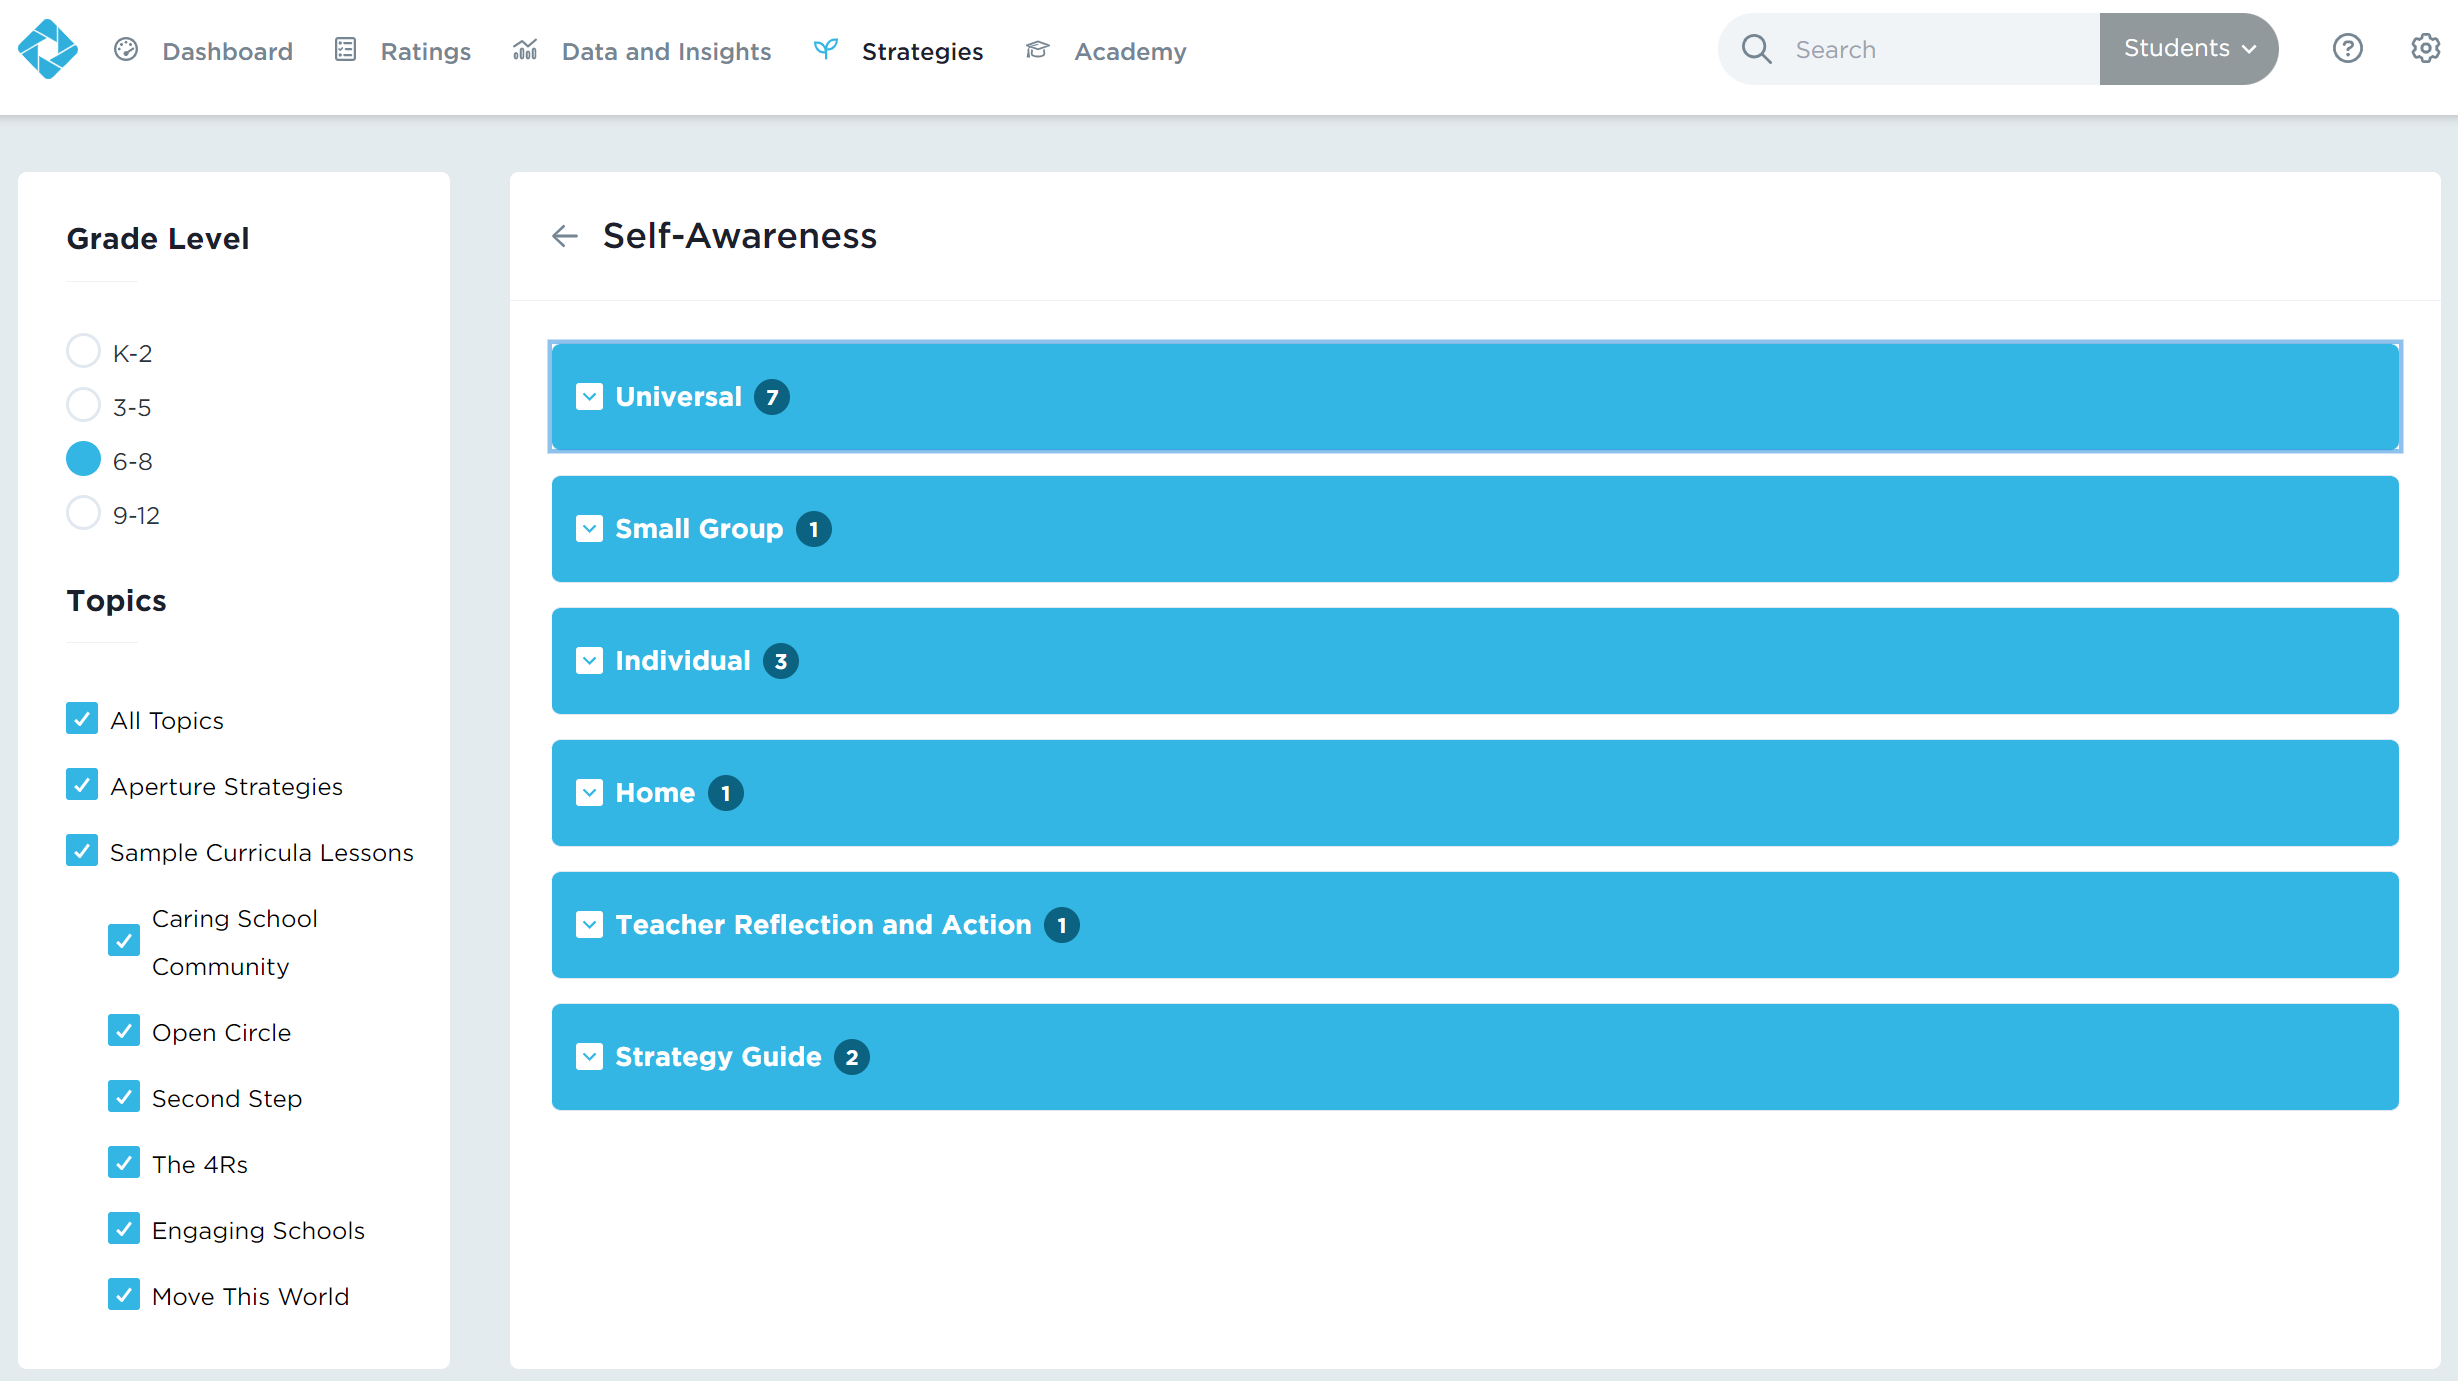 Dashboard
Ratings
Data and Insights
Strategies
Academy
Search
Students
Grade Level
K-2
3-5
6-8
9-12
Topics
All Topics
Aperture Strategies
Sample Curricula Lessons
Caring School
Community
Open Circle
Second Step
The 4Rs
Engaging Schools
Move This World
Self-Awareness
Universal 7
Small Group 1
Individual 3
Home 1
Teacher Reflection and Action 1
Strategy Guide 2